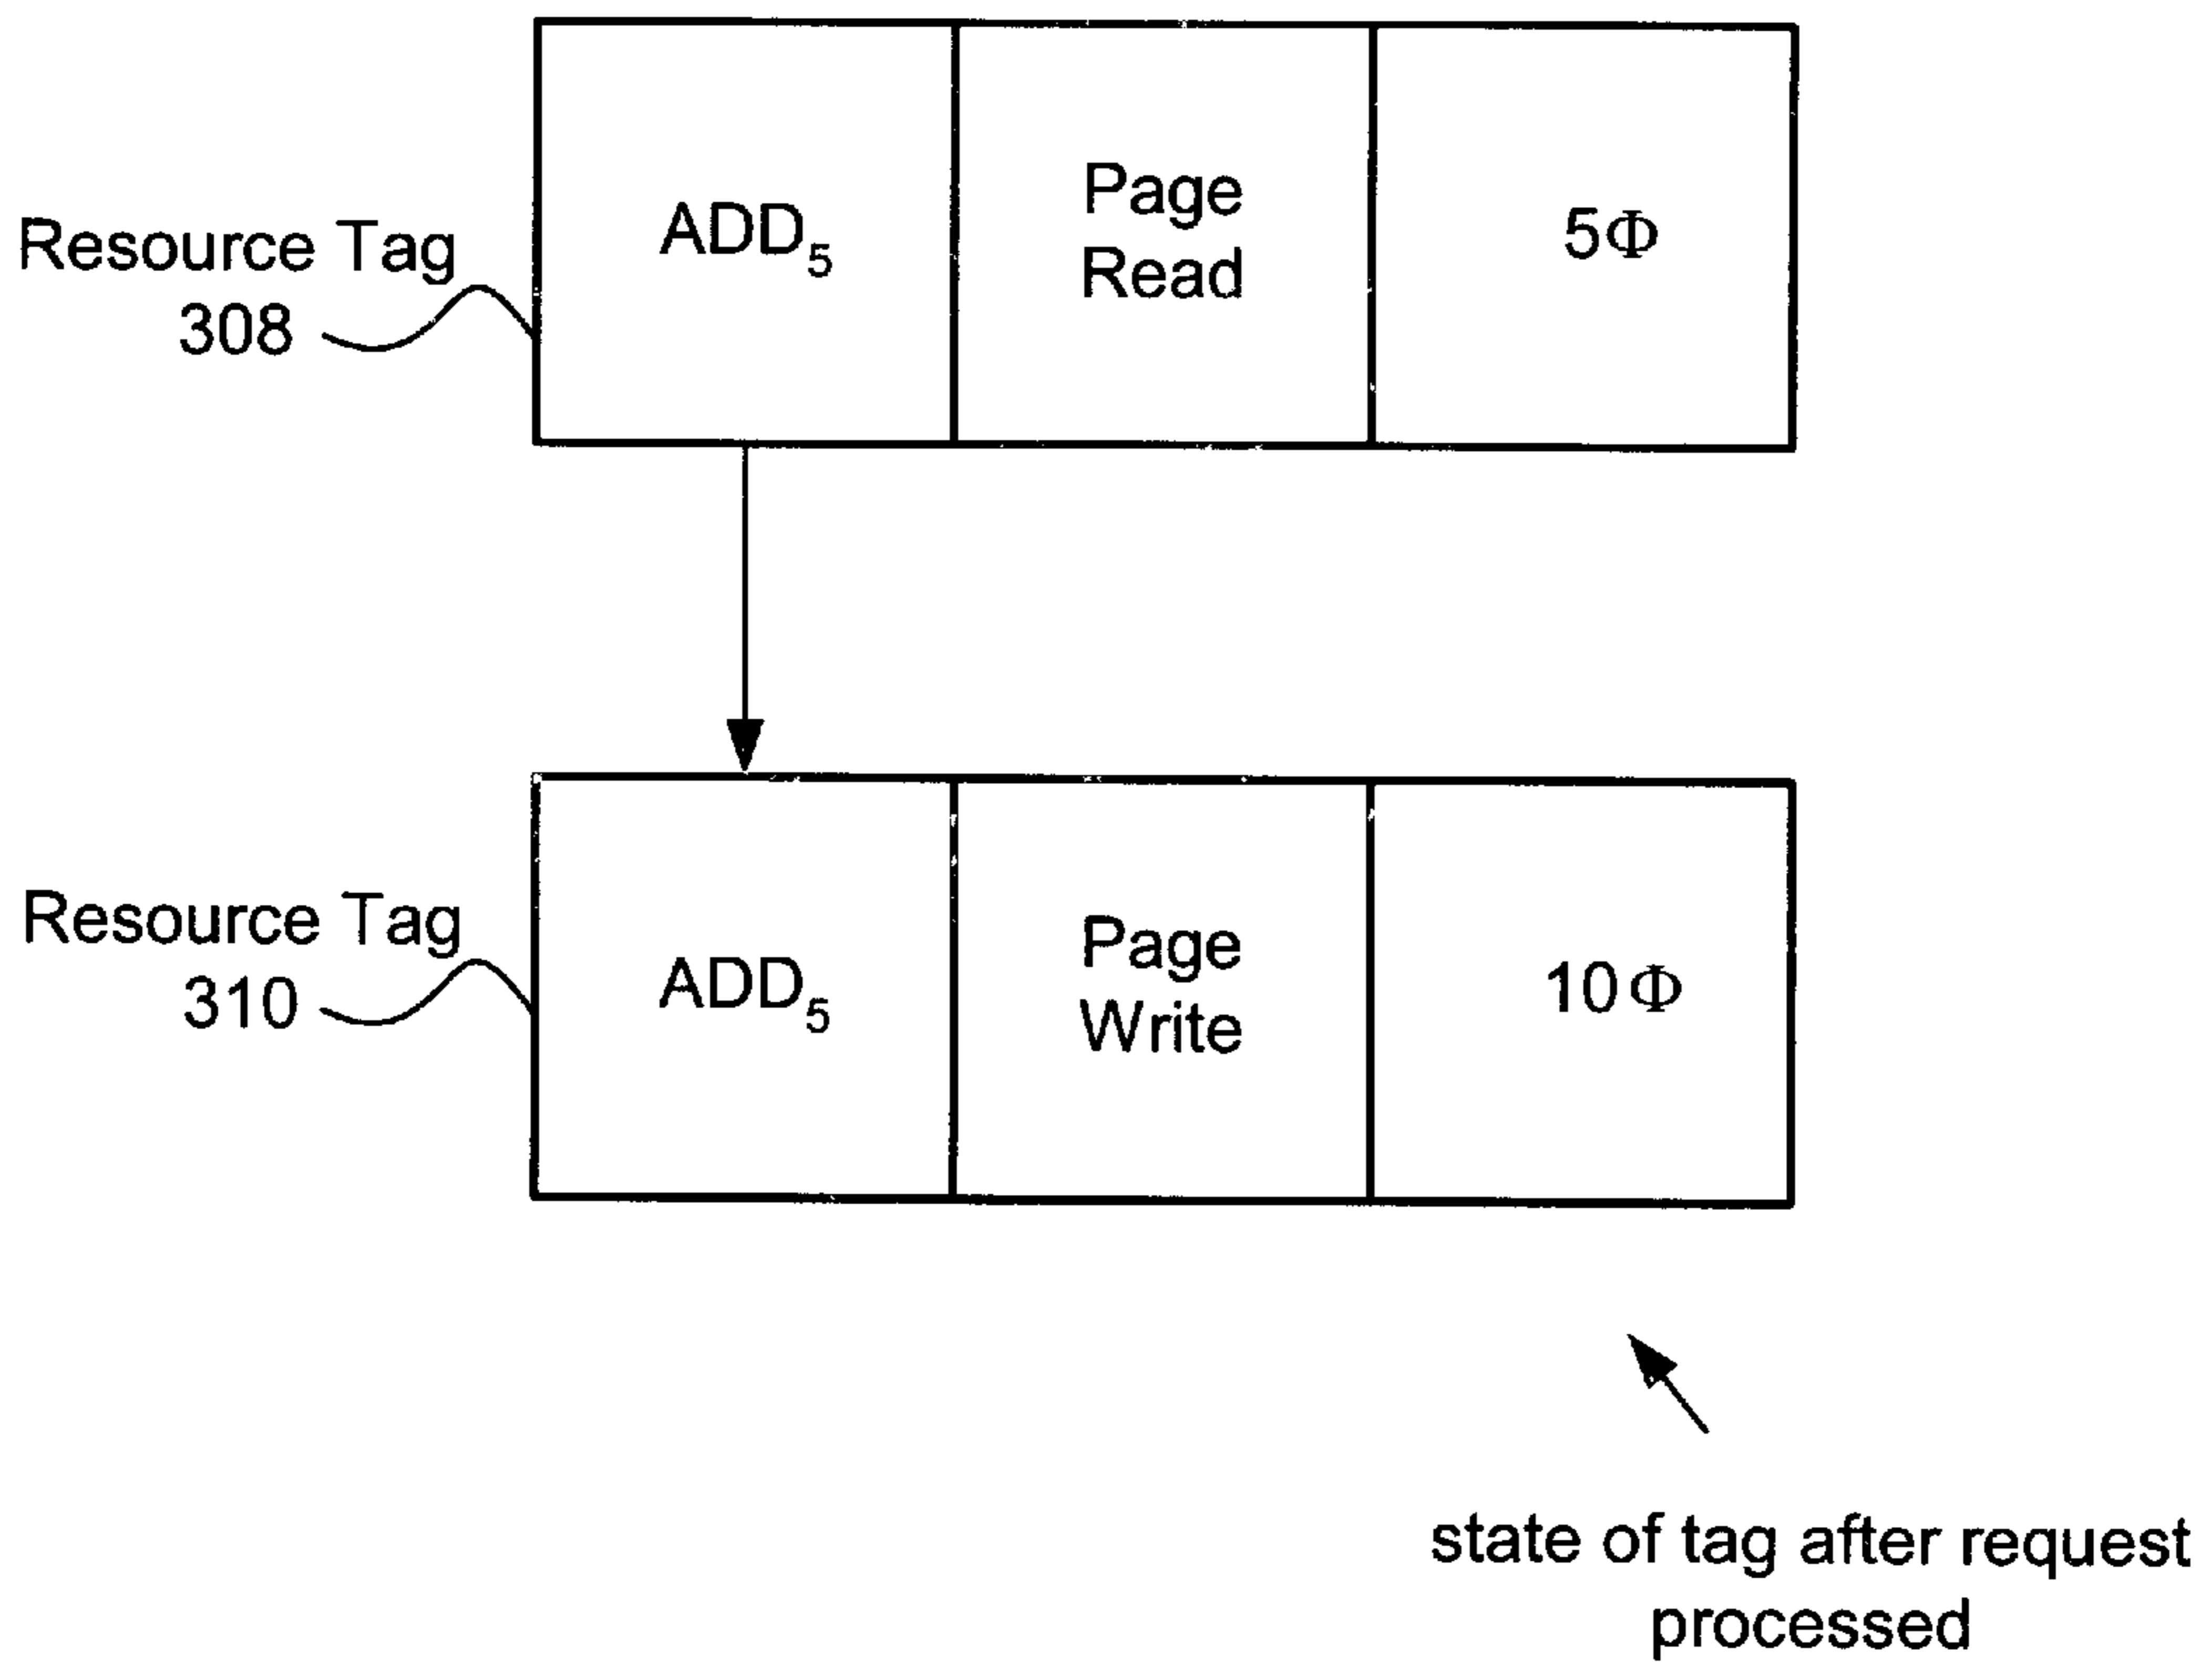 Resource Tag
308
ADD5
Page
Read
5Φ
Resource Tag
310
ADD5
Page
Write
10Φ
state of tag after request
processed